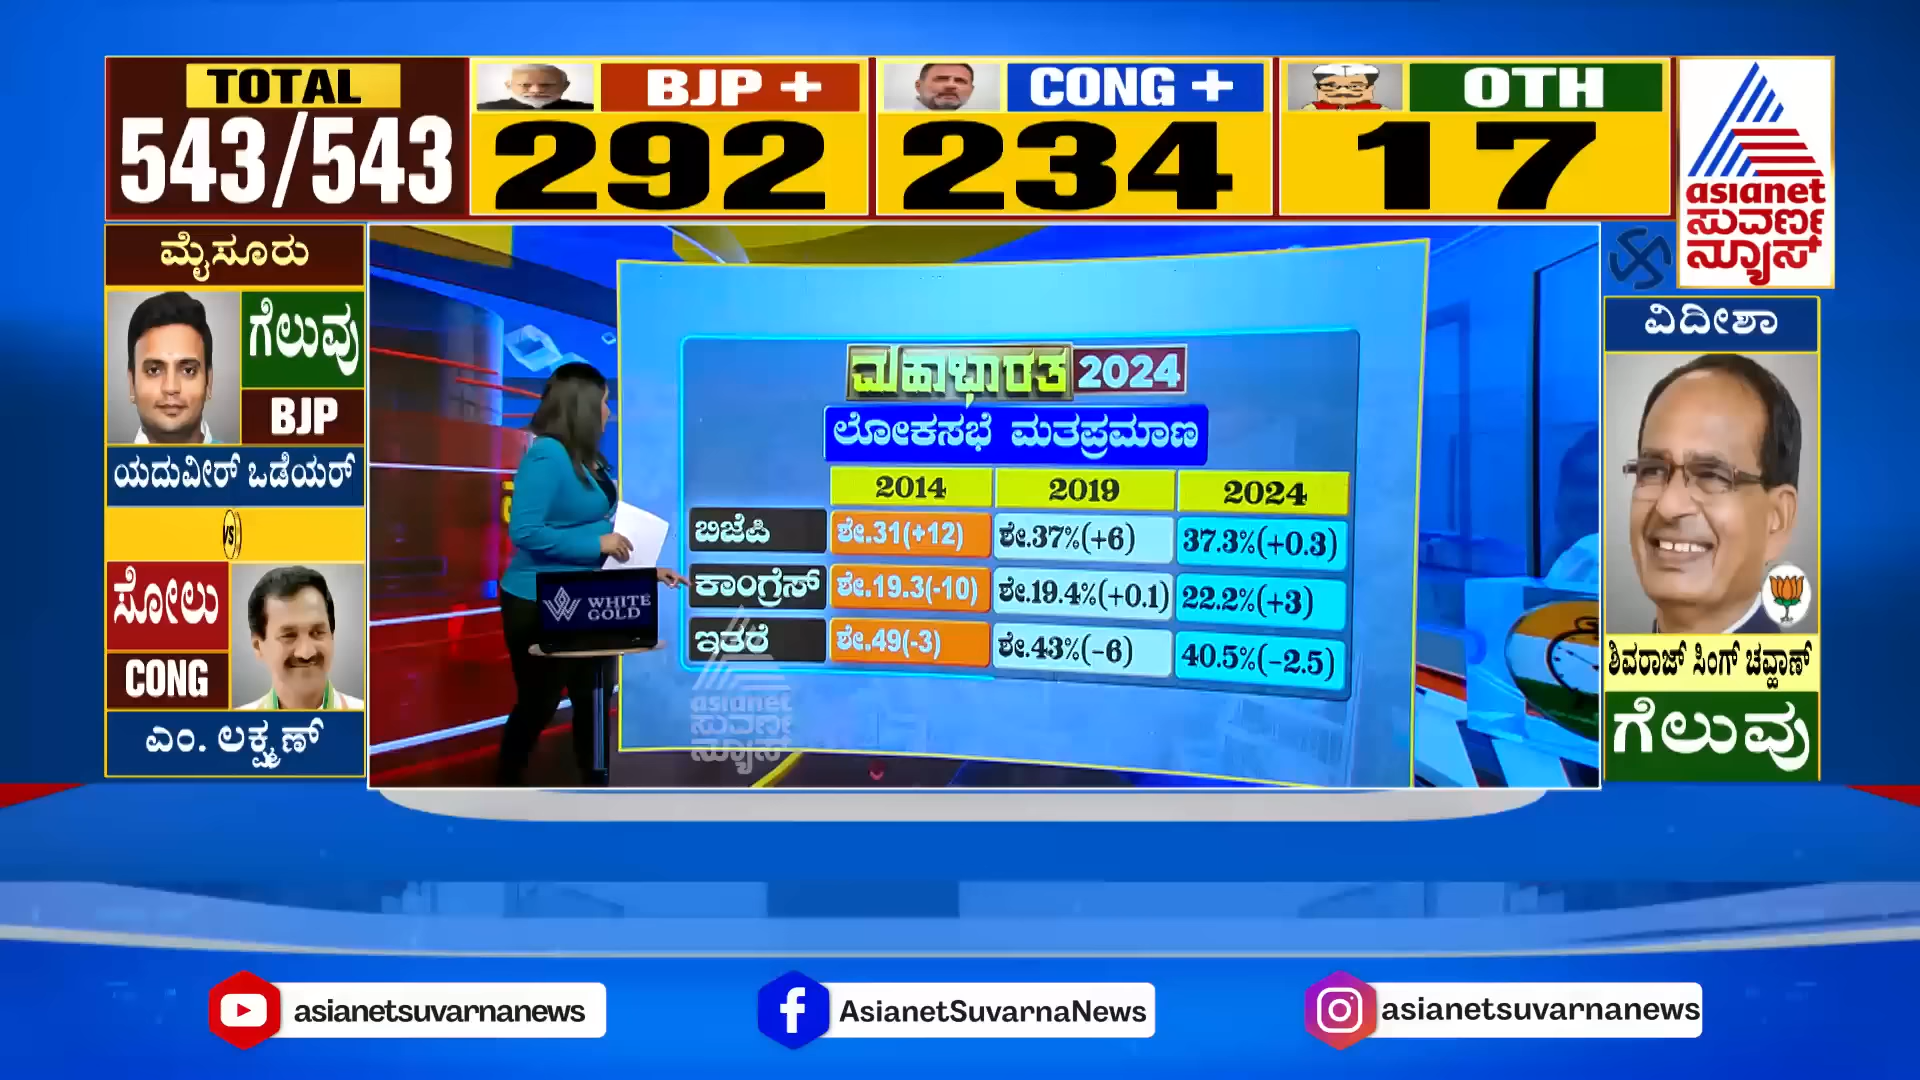 TOTAL
543/543
BJP +
292
CONG +
234
OTH
17
asianet
ಸುವರ್ಣ
ನ್ಯೂಸ್
ಮೈಸೂರು
ಗೆಲುವು
BJP
ಯದುವೀರ್ ಒಡೆಯರ್
VS
ಸೋಲು
CONG
ಎಂ. ಲಕ್ಷ್ಮಣ್
ಮಹಾಭಾರತ 2024
ಲೋಕಸಭೆ ಮತಪ್ರಮಾಣ
2014 2019 2024
ಬಿಜೆಪಿ ಶೇ.31(+12) ಶೇ.37%(+6) 37.3%(+0.3)
ಕಾಂಗ್ರೆಸ್ ಶೇ.19.3(-10) ಶೇ.19.4%(+0.1) 22.2%(+3)
ಇತರೆ ಶೇ.49(-3) ಶೇ.43%(-6) 40.5%(-2.5)
WHITE
GOLD
asianet
ಸುವರ್ಣ
ನ್ಯೂಸ್
ವಿದೀಶಾ
ಶಿವರಾಜ್ ಸಿಂಗ್ ಚವ್ಹಾಣ್
ಗೆಲುವು
asianetsuvarnanews
AsianetSuvarnaNews
asianetsuvarnanews